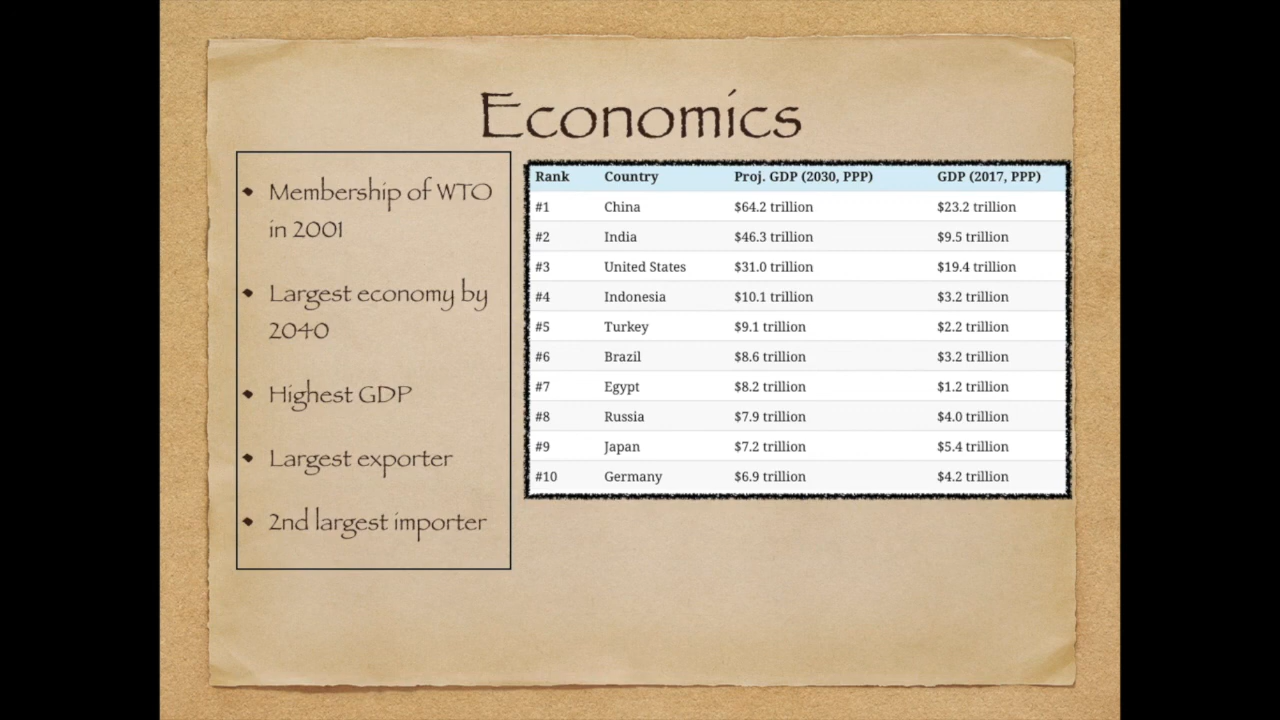 Economics
• Membership of WTO
in 2001
• Largest economy by
2040
• Highest GDP
• Largest exporter
• 2nd largest importer
Rank Country Proj. GDP (2030, PPP) GDP (2017, PPP)
#1 China $64.2 trillion $23.2 trillion
#2 India $46.3 trillion $9.5 trillion
#3 United States $31.0 trillion $19.4 trillion
#4 Indonesia $10.1 trillion $3.2 trillion
#5 Turkey $9.1 trillion $2.2 trillion
#6 Brazil $8.6 trillion $3.2 trillion
#7 Egypt $8.2 trillion $1.2 trillion
#8 Russia $7.9 trillion $4.0 trillion
#9 Japan $7.2 trillion $5.4 trillion
#10 Germany $6.9 trillion $4.2 trillion